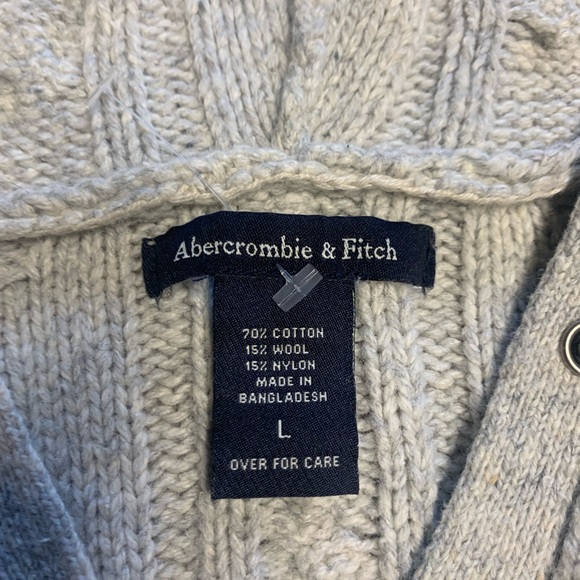 Abercrombie & Fitch
70% COTTON
15% WOOL
15% NYLON
MADE IN
BANGLADESH
L
OVER FOR CARE